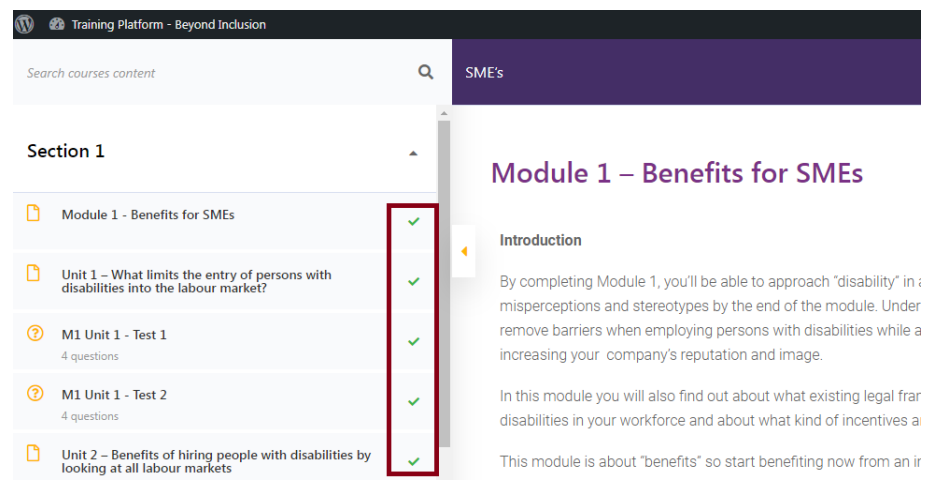 Training Platform - Beyond Inclusion
Search courses content
SME's
Section 1
Module 1 - Benefits for SMEs
Unit 1 – What limits the entry of persons with
disabilities into the labour market?
M1 Unit 1 - Test 1
4 questions
M1 Unit 1 - Test 2
4 questions
Unit 2 – Benefits of hiring people with disabilities by
looking at all labour markets
Module 1 – Benefits for SMEs
Introduction
By completing Module 1, you'll be able to approach “disability” in
misperceptions and stereotypes by the end of the module. Under
remove barriers when employing persons with disabilities while a
increasing your company's reputation and image.
In this module you will also find out about what existing legal fran
disabilities in your workforce and about what kind of incentives a
This module is about “benefits” so start benefiting now from an ir